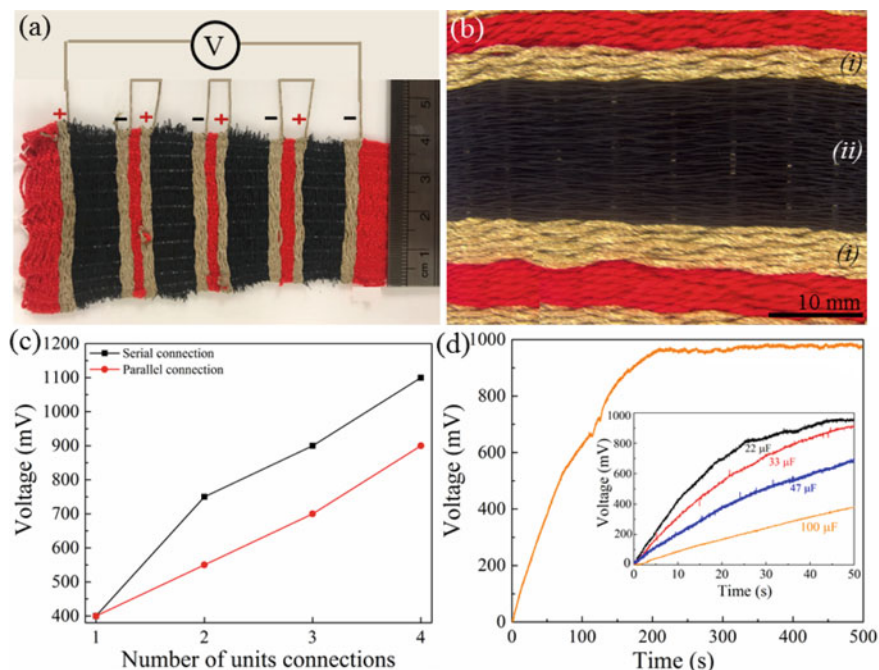 (a)
V
+ - + - + - + -
5
4
3
2
1
cm
(b)
(i)
(ii)
(i)
10 mm
(c)
1200
1100
1000
900
800
700
600
500
400
Voltage (mV)
Serial connection
Parallel connection
1 2 3 4
Number of units connections
(d)
1000
800
600
400
200
0
Voltage (mV)
0 100 200 300 400 500
Time (s)
1000
800
600
400
200
0
Voltage (mV)
22 µF
33 µF
47 µF
100 µF
0 10 20 30 40 50
Time (s)